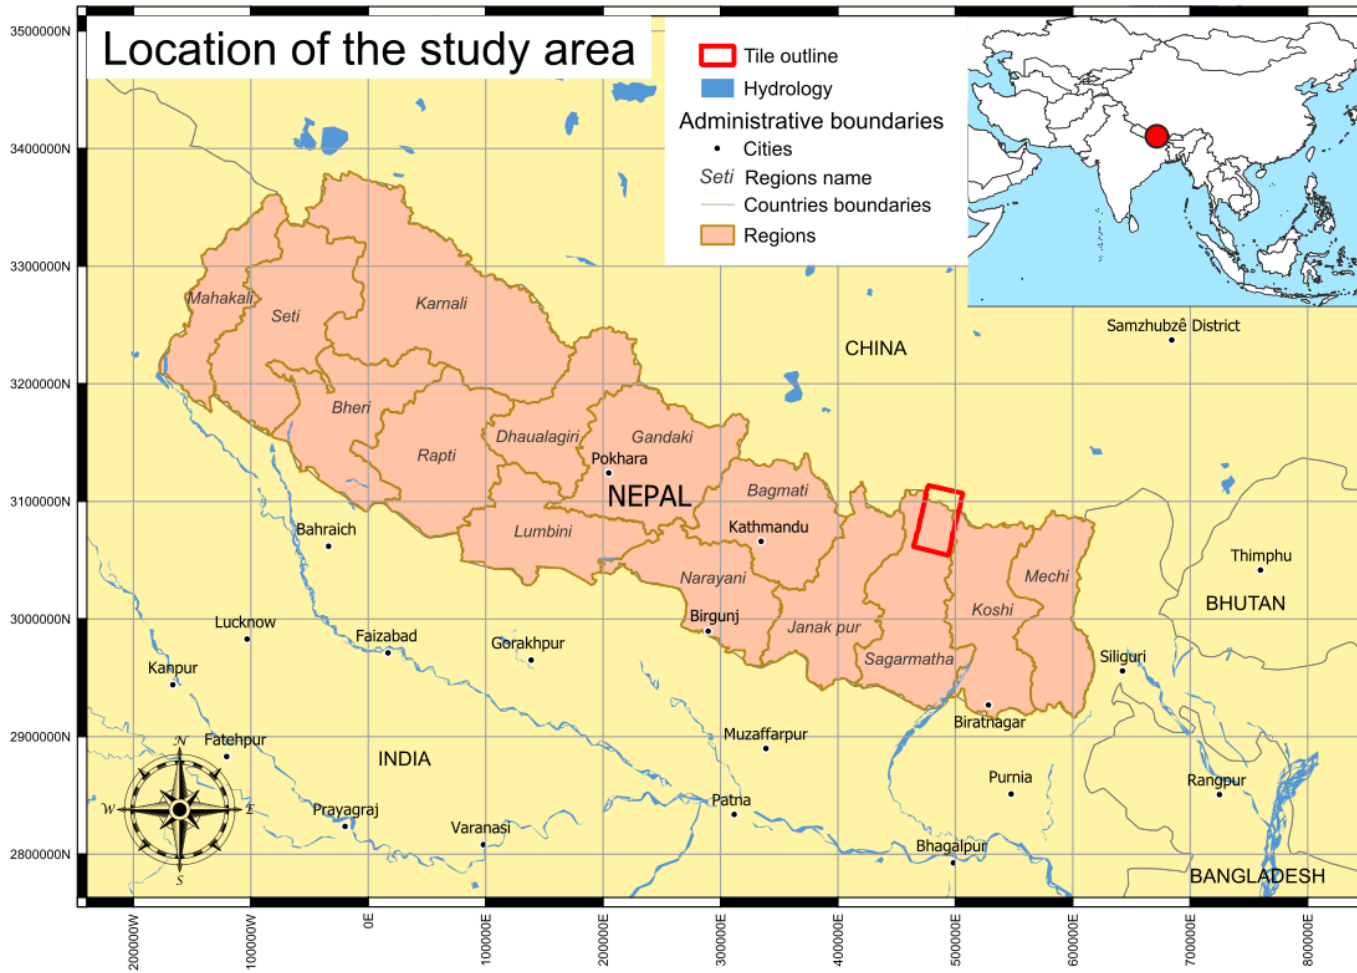 Location of the study area
Tile outline
Hydrology
Administrative boundaries
Cities
Seti Regions name
Countries boundaries
Regions
3500000N
3400000N
3300000N
3200000N
3100000N
3000000N
2900000N
2800000N
Mahakali
Seti
Karnali
CHINA
Samzhubzê District
Bheri
Rapti
Dhaualagiri
Gandaki
Pokhara
NEPAL
Bagmati
Kathmandu
Lumbini
Narayani
Birgunj
Janak pur
Sagarmatha
Koshi
Mechi
Biratnagar
Thimphu
BHUTAN
Siliguri
Bahraich
Lucknow
Faizabad
Gorakhpur
Kanpur
Fatehpur
INDIA
Muzaffarpur
Purnia
Rangpur
Prayagraj
Varanasi
Patna
Bhagalpur
BANGLADESH
N
W
E
S
200000W
100000W
0E
100000E
200000E
300000E
400000E
500000E
600000E
700000E
800000E